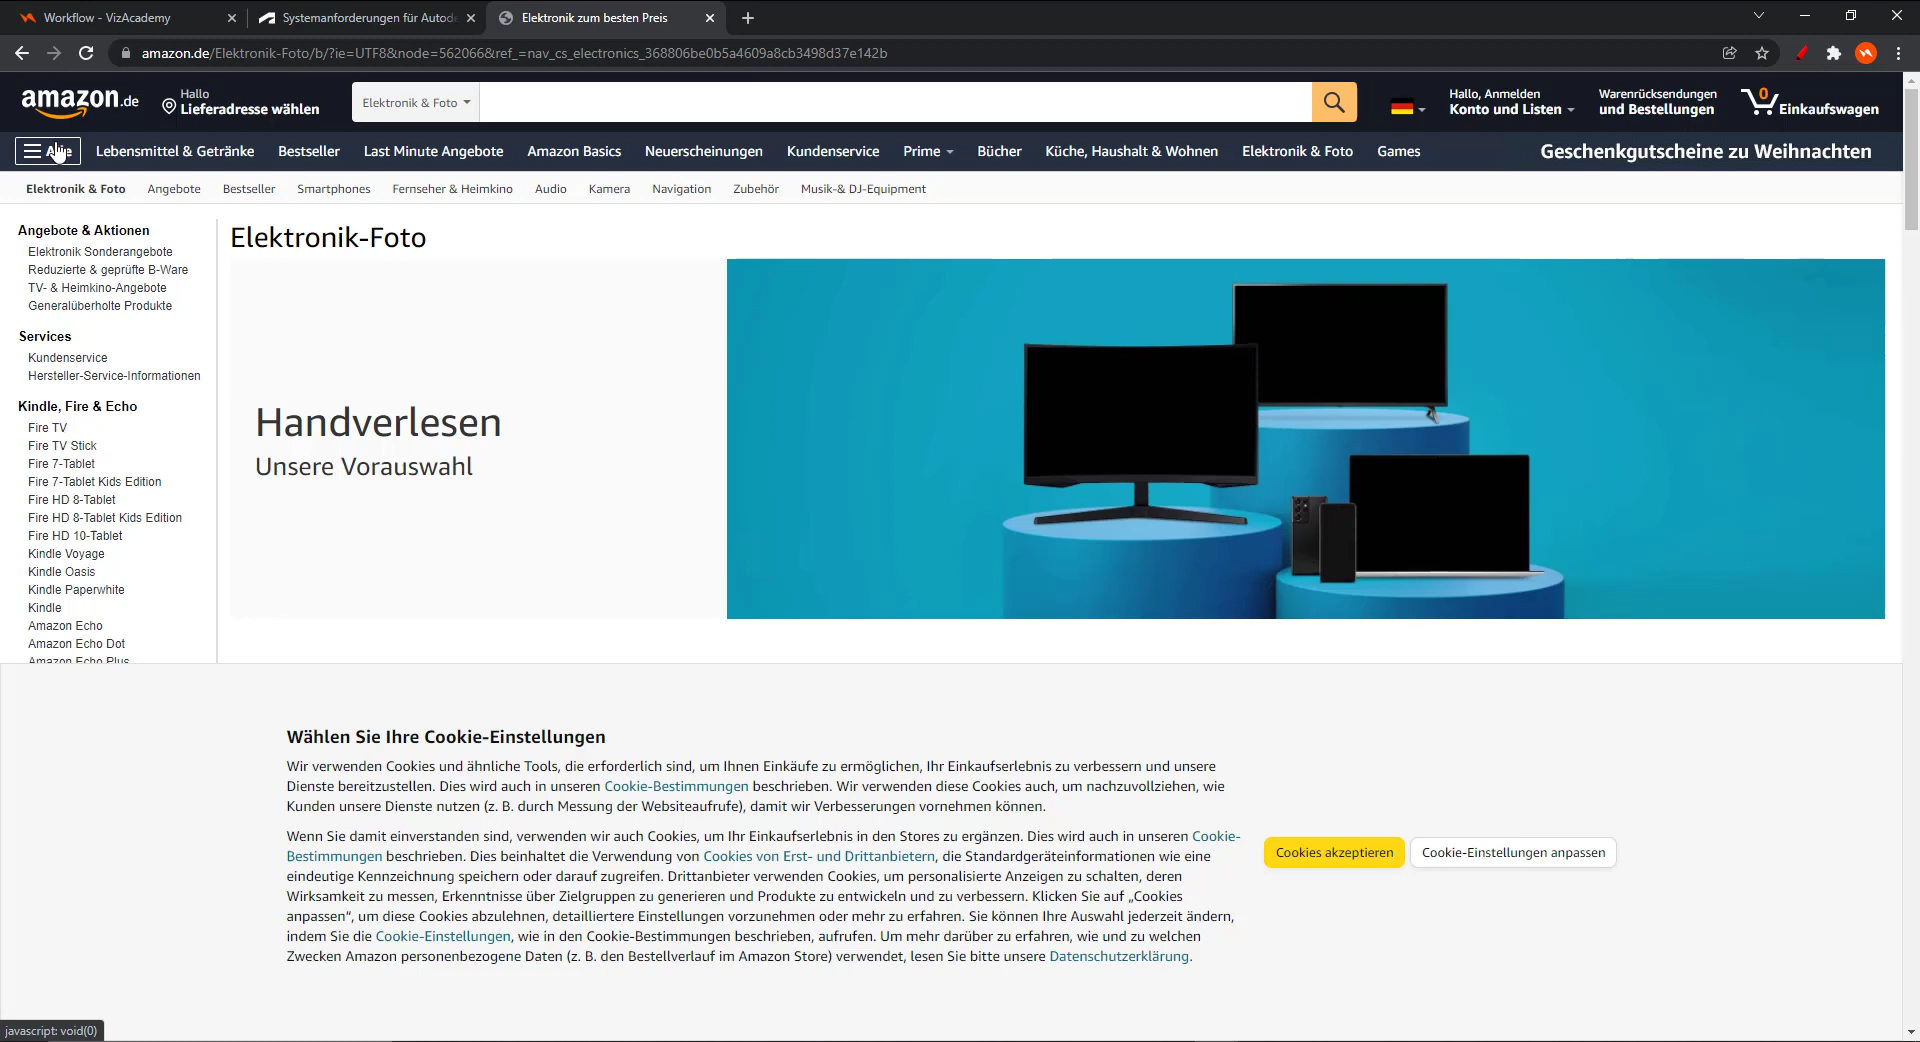 Workflow - VizAcademy
Systemanforderungen für Autode
Elektronik zum besten Preis
amazon.de/Elektronik-Foto/b/?ie=UTF8&node=562066&ref_=nav_cs_electronics_368806be0b5a4609a8cb3498d37e142b
amazon.de
Hallo
Lieferadresse wählen
Elektronik & Foto
Hallo, Anmelden
Konto und Listen
Warenrücksendungen
und Bestellungen
0
Einkaufswagen
Lebensmittel & Getränke Bestseller Last Minute Angebote Amazon Basics Neuerscheinungen Kundenservice Prime Bücher Küche, Haushalt & Wohnen Elektronik & Foto Games Geschenkgutscheine zu Weihnachten
Elektronik & Foto Angebote Bestseller Smartphones Fernseher & Heimkino Audio Kamera Navigation Zubehör Musik-& DJ-Equipment
Angebote & Aktionen
Elektronik Sonderangebote
Reduzierte & geprüfte B-Ware
TV- & Heimkino-Angebote
Generalüberholte Produkte
Services
Kundenservice
Hersteller-Service-Informationen
Kindle, Fire & Echo
Fire TV
Fire TV Stick
Fire 7-Tablet
Fire 7-Tablet Kids Edition
Fire HD 8-Tablet
Fire HD 8-Tablet Kids Edition
Fire HD 10-Tablet
Kindle Voyage
Kindle Oasis
Kindle Paperwhite
Kindle
Amazon Echo
Amazon Echo Dot
Amazon Echo Plus
Elektronik-Foto
Handverlesen
Unsere Vorauswahl
Wählen Sie Ihre Cookie-Einstellungen
Wir verwenden Cookies und ähnliche Tools, die erforderlich sind, um Ihnen Einkäufe zu ermöglichen, Ihr Einkaufserlebnis zu verbessern und unsere
Dienste bereitzustellen. Dies wird auch in unseren Cookie-Bestimmungen beschrieben. Wir verwenden diese Cookies auch, um nachzuvollziehen, wie
Kunden unsere Dienste nutzen (z. B. durch Messung der Websiteaufrufe), damit wir Verbesserungen vornehmen können.
Wenn Sie damit einverstanden sind, verwenden wir auch Cookies, um Ihr Einkaufserlebnis in den Stores zu ergänzen. Dies wird auch in unseren Cookie-
Bestimmungen beschrieben. Dies beinhaltet die Verwendung von Cookies von Erst- und Drittanbietern, die Standardgeräteinformationen wie eine
eindeutige Kennzeichnung speichern oder darauf zugreifen. Drittanbieter verwenden Cookies, um personalisierte Anzeigen zu schalten, deren
Wirksamkeit zu messen, Erkenntnisse über Zielgruppen zu generieren und Produkte zu entwickeln und zu verbessern. Klicken Sie auf „Cookies
anpassen“, um diese Cookies abzulehnen, detailliertere Einstellungen vorzunehmen oder mehr zu erfahren. Sie können Ihre Auswahl jederzeit ändern,
indem Sie die Cookie-Einstellungen, wie in den Cookie-Bestimmungen beschrieben, aufrufen. Um mehr darüber zu erfahren, wie und zu welchen
Zwecken Amazon personenbezogene Daten (z. B. den Bestellverlauf im Amazon Store) verwendet, lesen Sie bitte unsere Datenschutzerklärung.
Cookies akzeptieren
Cookie-Einstellungen anpassen
javascript: void(0)